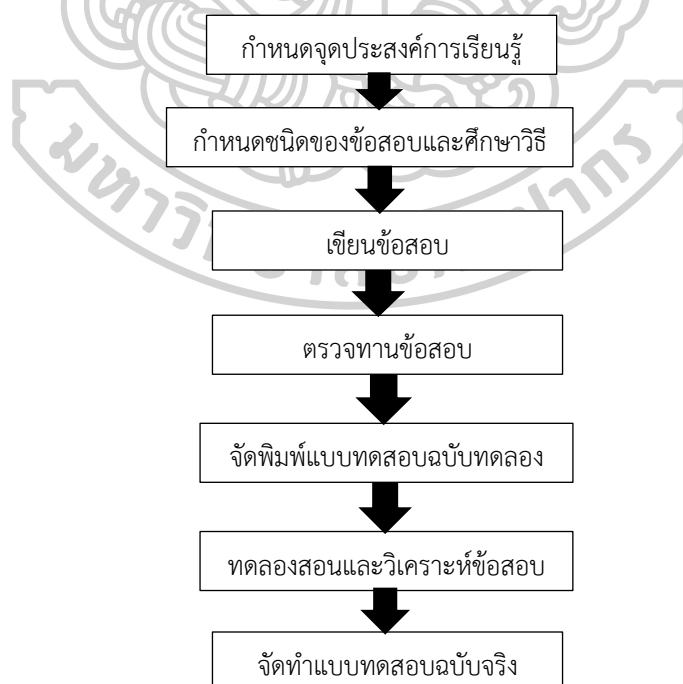 กำหนดจุดประสงค์การเรียนรู้
กำหนดชนิดของข้อสอบและศึกษาวิธี
เขียนข้อสอบ
ตรวจทานข้อสอบ
จัดพิมพ์แบบทดสอบฉบับทดลอง
ทดลองสอนและวิเคราะห์ข้อสอบ
จัดทำแบบทดสอบฉบับจริง